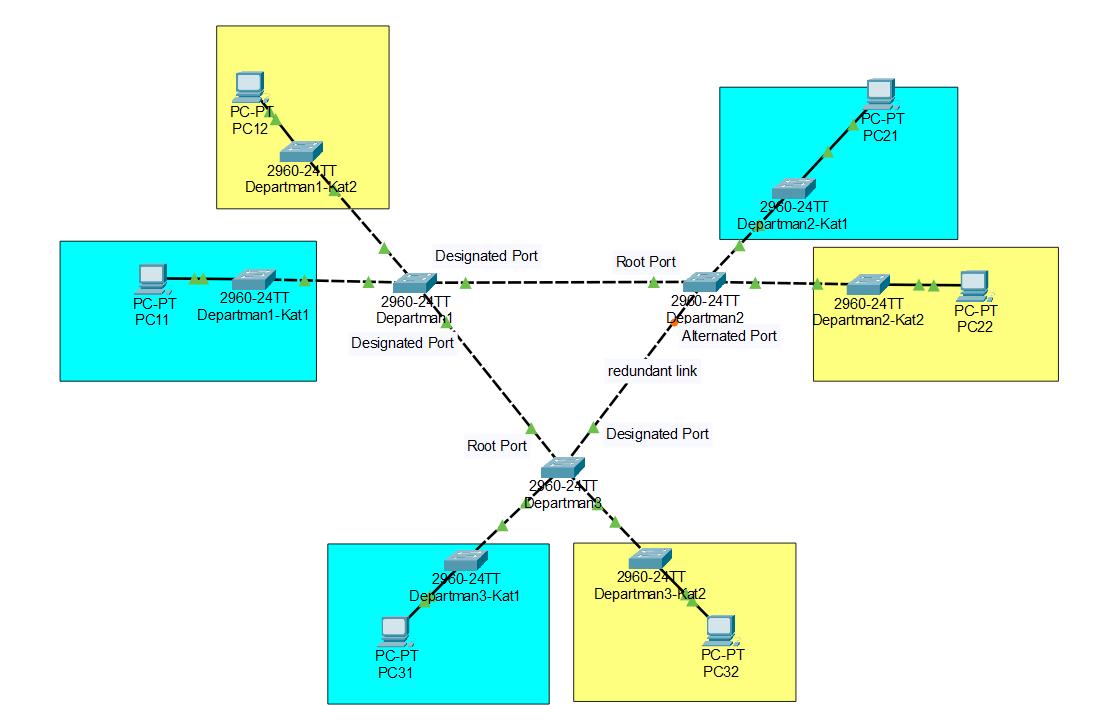 PC-PT
PC12
2960-24TT
Departman1-Kat2
PC-PT
PC21
2960-24TT
Departman2-Kat1
Designated Port
Root Port
PC-PT
PC11
2960-24TT
Departman1-Kat1
2960-24TT
Departman1
2960-24TT
Departman2
2960-24TT
Departman2-Kat2
PC-PT
PC22
Designated Port
Alternated Port
redundant link
Root Port
Designated Port
2960-24TT
Departman3
2960-24TT
Departman3-Kat1
PC-PT
PC31
2960-24TT
Departman3-Kat2
PC-PT
PC32